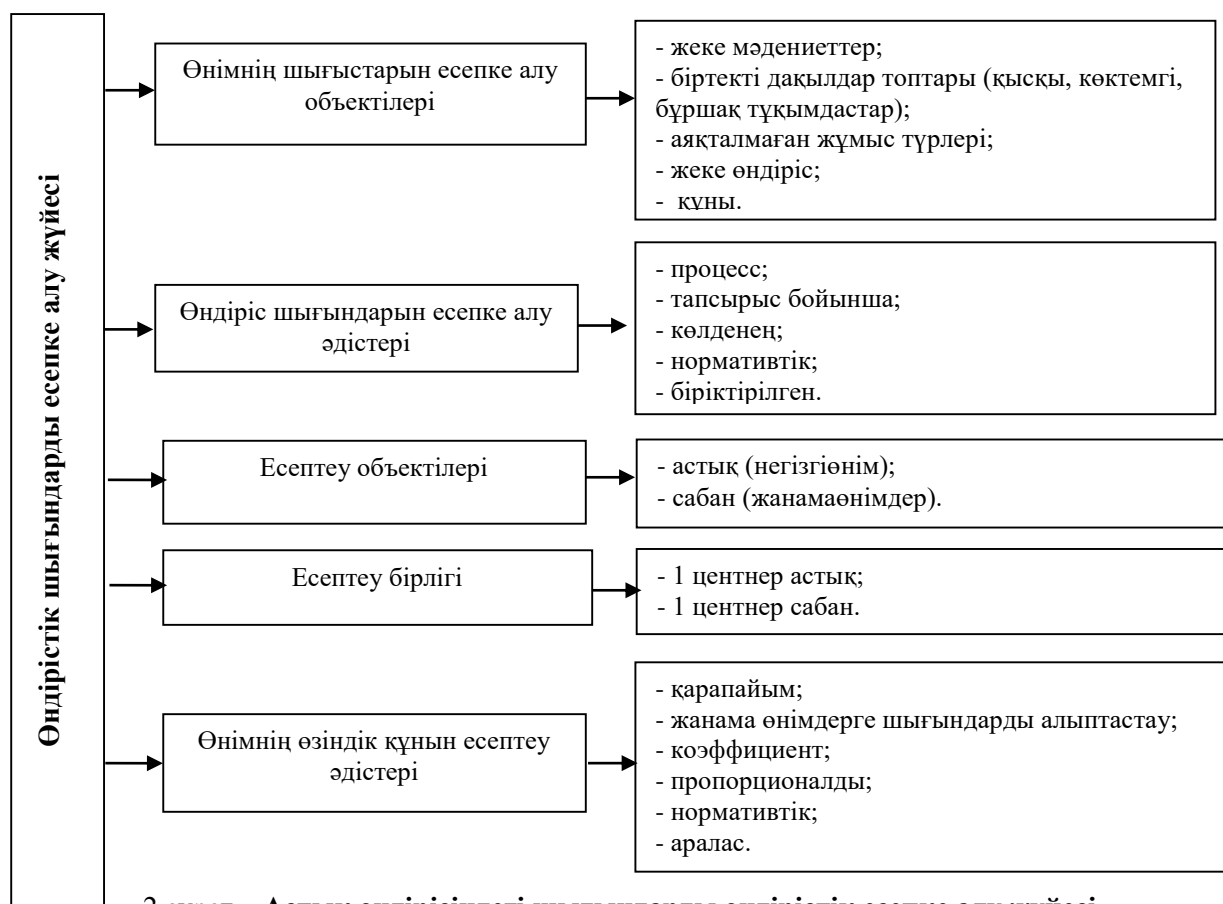 Өндірістік шығындарды есепке алу жүйесі
Өнімнің шығыстарын есепке алу
объектілері
- жеке мәдениеттер;
- біртекті дақылдар топтары (қысқы, көктемгі,
бұршақ тұқымдастар);
- аяқталмаған жұмыс түрлері;
- жеке өндіріс;
- құны.
Өндіріс шығындарын есепке алу
әдістері
- процесс;
- тапсырыс бойынша;
- көлденең;
- нормативтік;
- біріктірілген.
Есептеу объектілері
- астық (негізгіөнім);
- сабан (жанамаөнімдер).
Есептеу бірлігі
- 1 центнер астық;
- 1 центнер сабан.
Өнімнің өзіндік құнын есептеу
әдістері
- қарапайым;
- жанама өнімдерге шығындарды алыптастау;
- коэффициент;
- пропорционалды;
- нормативтік;
- аралас.